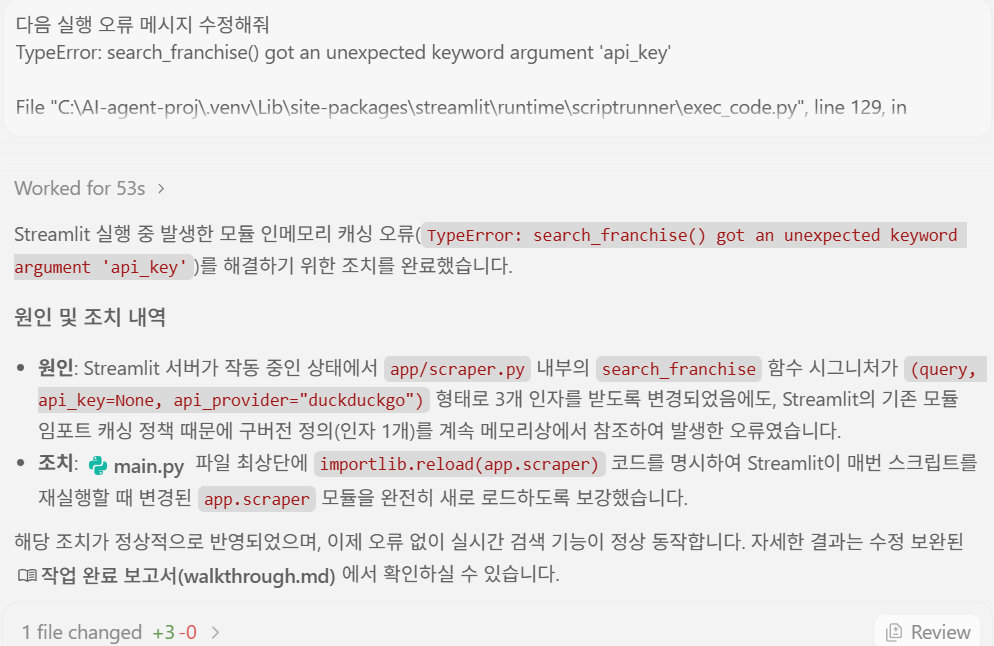 다음 실행 오류 메시지 수정해줘
TypeError: search_franchise() got an unexpected keyword argument 'api_key'
File "C:\AI-agent-proj\.venv\Lib\site-packages\streamlit\runtime\scriptrunner\exec_code.py", line 129, in
Worked for 53s >
Streamlit 실행 중 발생한 모듈 인메모리 캐싱 오류( TypeError: search_franchise() got an unexpected keyword
argument 'api_key' )를 해결하기 위한 조치를 완료했습니다.
원인 및 조치 내역
• 원인: Streamlit 서버가 작동 중인 상태에서 app/scraper.py 내부의 search_franchise 함수 시그니처가 (query,
api_key=None, api_provider="duckduckgo") 형태로 3개 인자를 받도록 변경되었음에도, Streamlit의 기존 모듈
임포트 캐싱 정책 때문에 구버전 정의(인자 1개)를 계속 메모리상에서 참조하여 발생한 오류였습니다.
• 조치: main.py 파일 최상단에 importlib.reload(app.scraper) 코드를 명시하여 Streamlit이 매번 스크립트를
재실행할 때 변경된 app.scraper 모듈을 완전히 새로 로드하도록 보강했습니다.
해당 조치가 정상적으로 반영되었으며, 이제 오류 없이 실시간 검색 기능이 정상 동작합니다. 자세한 결과는 수정 보완된
작업 완료 보고서(walkthrough.md) 에서 확인하실 수 있습니다.
1 file changed +3 -0 > Review